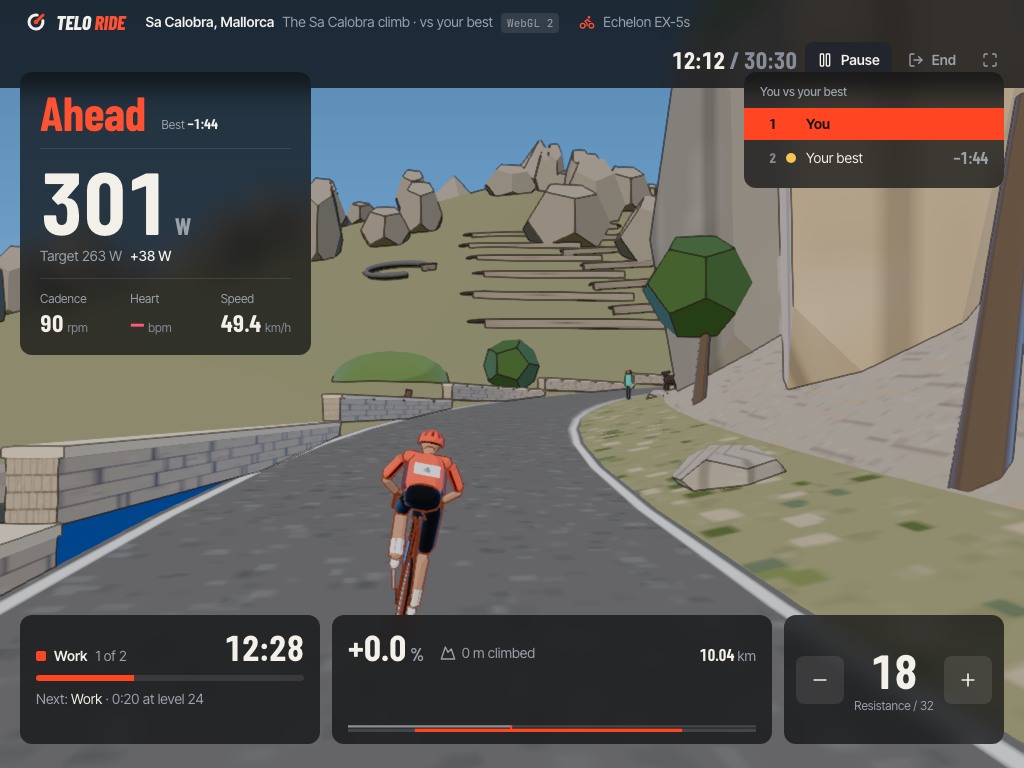 TELO RIDE Sa Calobra, Mallorca The Sa Calobra climb · vs your best WebGL 2 Echelon EX-5s
12:12 / 30:30 Pause End
Ahead Best −1:44
301 W
Target 263 W +38 W
Cadence Heart Speed
90 rpm — bpm 49.4 km/h
You vs your best
1 You
2 Your best −1:44
Work 1 of 2 12:28
Next: Work · 0:20 at level 24
+0.0 % 0 m climbed 10.04 km
− 18 +
Resistance / 32